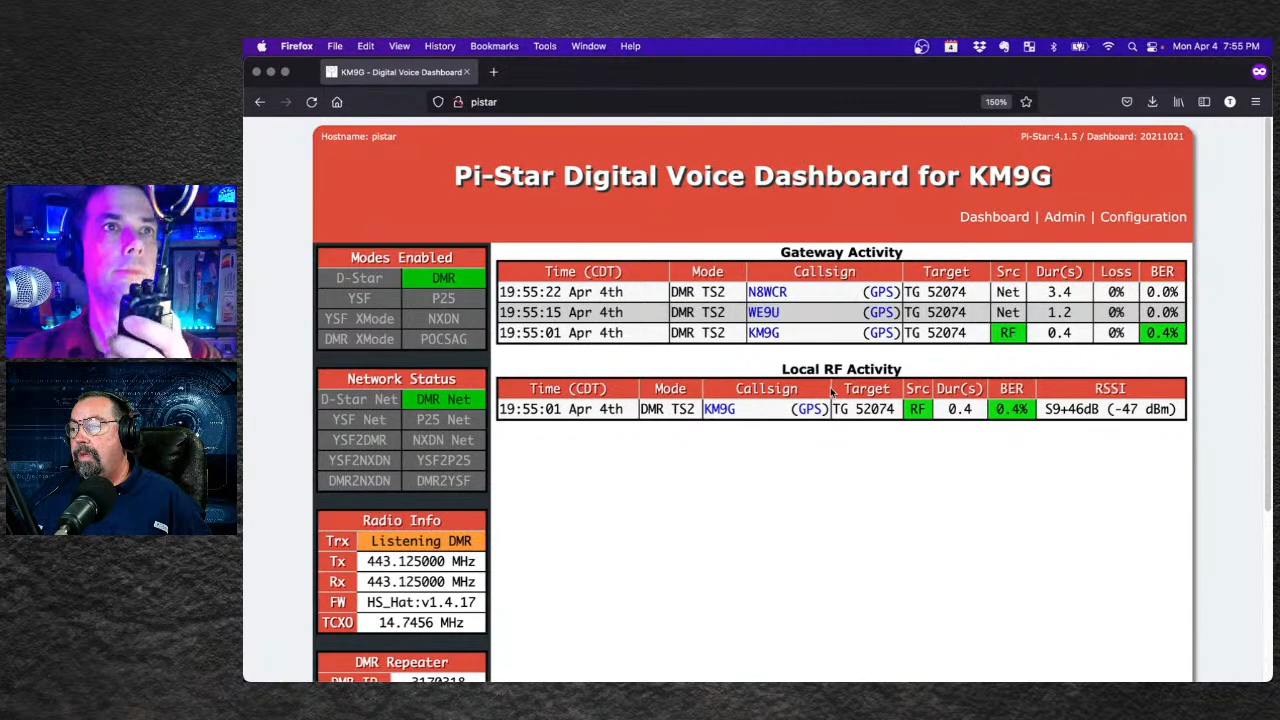 Firefox File Edit View History Bookmarks Tools Window Help 4 Mon Apr 4 7:55 PM
KM9G - Digital Voice Dashboard
pistar 150% T
Hostname: pistar Pi-Star:4.1.5 / Dashboard: 20211021
Pi-Star Digital Voice Dashboard for KM9G
Dashboard | Admin | Configuration
Modes Enabled
D-Star DMR
YSF P25
YSF XMode NXDN
DMR XMode POCSAG
Network Status
D-Star Net DMR Net
YSF Net P25 Net
YSF2DMR NXDN Net
YSF2NXDN YSF2P25
DMR2NXDN DMR2YSF
Radio Info
Trx Listening DMR
Tx 443.125000 MHz
Rx 443.125000 MHz
FW HS_Hat:v1.4.17
TCXO 14.7456 MHz
DMR Repeater
DMR ID 3170318
Gateway Activity
Time (CDT) Mode Callsign Target Src Dur(s) Loss BER
19:55:22 Apr 4th DMR TS2 N8WCR (GPS) TG 52074 Net 3.4 0% 0.0%
19:55:15 Apr 4th DMR TS2 WE9U (GPS) TG 52074 Net 1.2 0% 0.0%
19:55:01 Apr 4th DMR TS2 KM9G (GPS) TG 52074 RF 0.4 0% 0.4%
Local RF Activity
Time (CDT) Mode Callsign Target Src Dur(s) BER RSSI
19:55:01 Apr 4th DMR TS2 KM9G (GPS) TG 52074 RF 0.4 0.4% S9+46dB (-47 dBm)